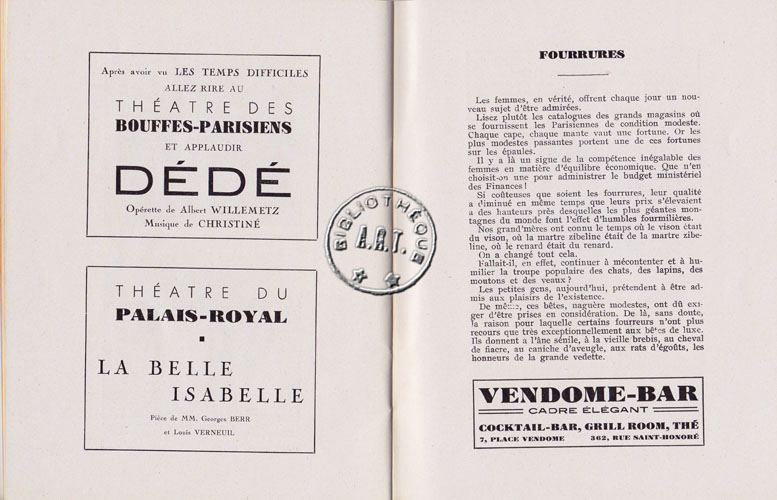 Après avoir vu LES TEMPS DIFFICILES
ALLEZ RIRE AU
THÉATRE DES
BOUFFES-PARISIENS
ET APPLAUDIR
DÉDÉ
Opérette de Albert WILLEMETZ
Musique de CHRISTINÉ
THÉATRE DU
PALAIS-ROYAL
LA BELLE
ISABELLE
Pièce de MM. Georges BERR
et Louis VERNEUIL
BIBLIOTHÈQUE
A.R.T.
FOURRURES
Les femmes, en vérité, offrent chaque jour un nou-
veau sujet d'être admirées.
Lisez plutôt les catalogues des grands magasins où
se fournissent les Parisiennes de condition modeste.
Chaque cape, chaque mante vaut une fortune. Or les
plus modestes passantes portent une de ces fortunes
sur les épaules.
Il y a là un signe de la compétence inégalable des
femmes en matière d'équilibre économique. Que n'en
choisit-on une pour administrer le budget ministériel
des Finances !
Si coûteuses que soient les fourrures, leur qualité
a diminué en même temps que leurs prix s'élevaient
a des hauteurs près desquelles les plus géantes mon-
tagnes du monde font l'effet d'humbles fourmilières.
Nos grand'mères ont connu le temps où le vison était
du vison, où la martre zibeline était de la martre zibe-
line, où le renard était du renard.
On a changé tout cela.
Fallait-il, en effet, continuer à mécontenter et à hu-
milier la troupe populaire des chats, des lapins, des
moutons et des veaux ?
Les petites gens, aujourd'hui, prétendent à être ad-
mis aux plaisirs de l'existence.
De même, ces bêtes, naguère modestes, ont dû exi-
ger d'être prises en considération. De là, sans doute,
la raison pour laquelle certains fourreurs n'ont plus
recours que très exceptionnellement aux bêtes de luxe.
Ils donnent a l'âne sénile, à la vieille brebis, au cheval
de fiacre, au caniche d'aveugle, aux rats d'égoûts, les
honneurs de la grande vedette.
VENDOME-BAR
CADRE ÉLÉGANT
COCKTAIL-BAR, GRILL ROOM, THÉ
7, PLACE VENDOME 362, RUE SAINT-HONORÉ